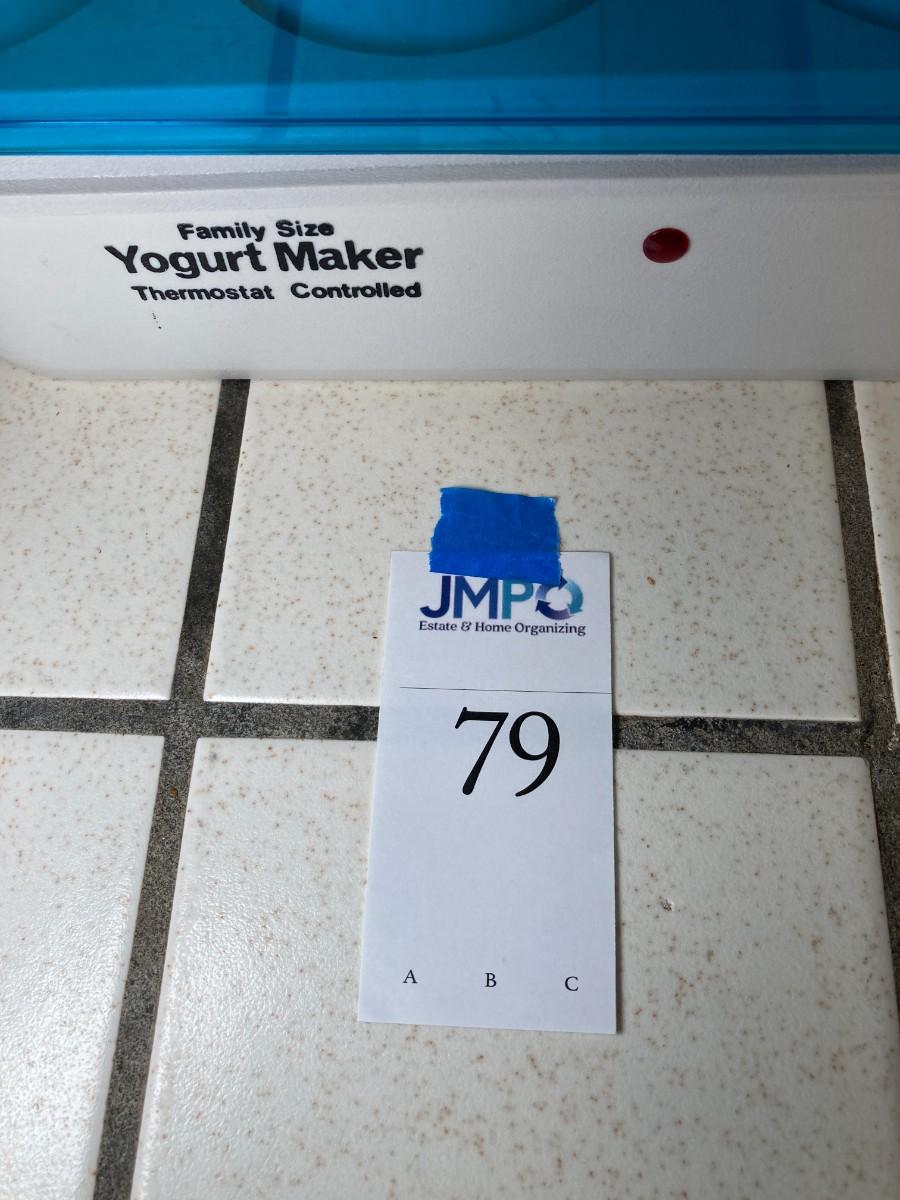 Family Size
Yogurt Maker
Thermostat Controlled
JMPO
Estate & Home Organizing
79
A B C